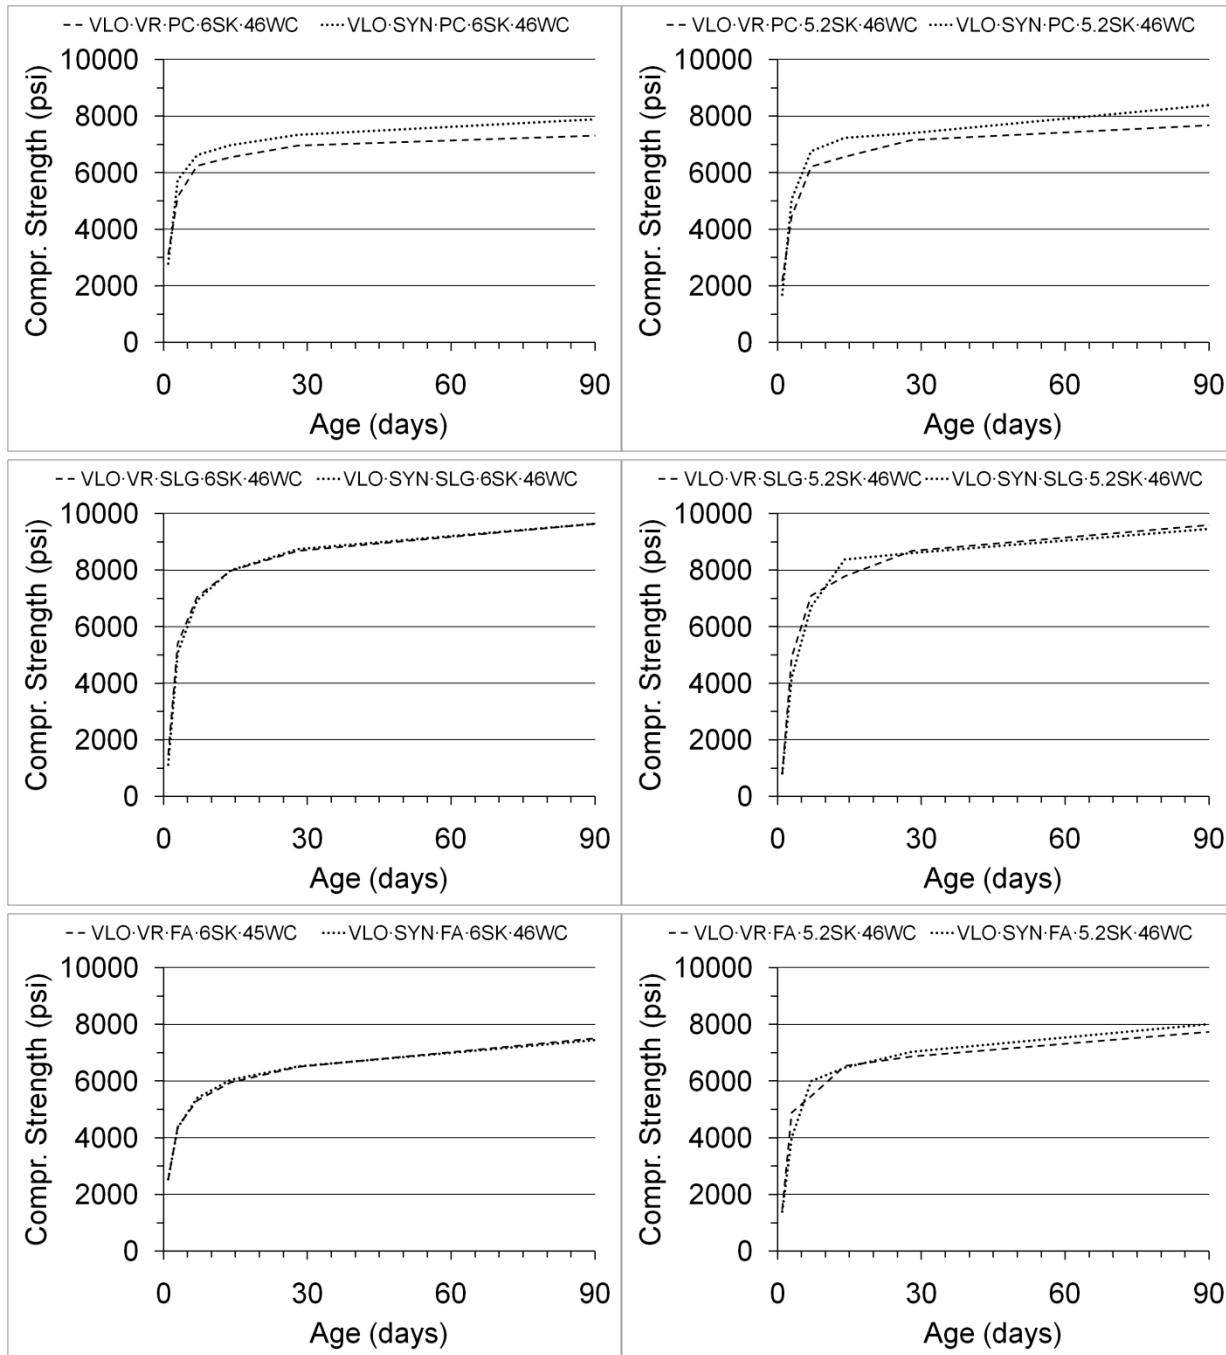 VLO·VR·PC·6SK·46WC VLO·SYN·PC·6SK·46WC
10000
8000
6000
4000
2000
0
Compr. Strength (psi)
0 30 60 90
Age (days)
VLO·VR·PC·5.2SK·46WC VLO·SYN·PC·5.2SK·46WC
10000
8000
6000
4000
2000
0
Compr. Strength (psi)
0 30 60 90
Age (days)
VLO·VR·SLG·6SK·46WC VLO·SYN·SLG·6SK·46WC
10000
8000
6000
4000
2000
0
Compr. Strength (psi)
0 30 60 90
Age (days)
VLO·VR·SLG·5.2SK·46WC VLO·SYN·SLG·5.2SK·46WC
10000
8000
6000
4000
2000
0
Compr. Strength (psi)
0 30 60 90
Age (days)
VLO·VR·FA·6SK·45WC VLO·SYN·FA·6SK·46WC
10000
8000
6000
4000
2000
0
Compr. Strength (psi)
0 30 60 90
Age (days)
VLO·VR·FA·5.2SK·46WC VLO·SYN·FA·5.2SK·46WC
10000
8000
6000
4000
2000
0
Compr. Strength (psi)
0 30 60 90
Age (days)